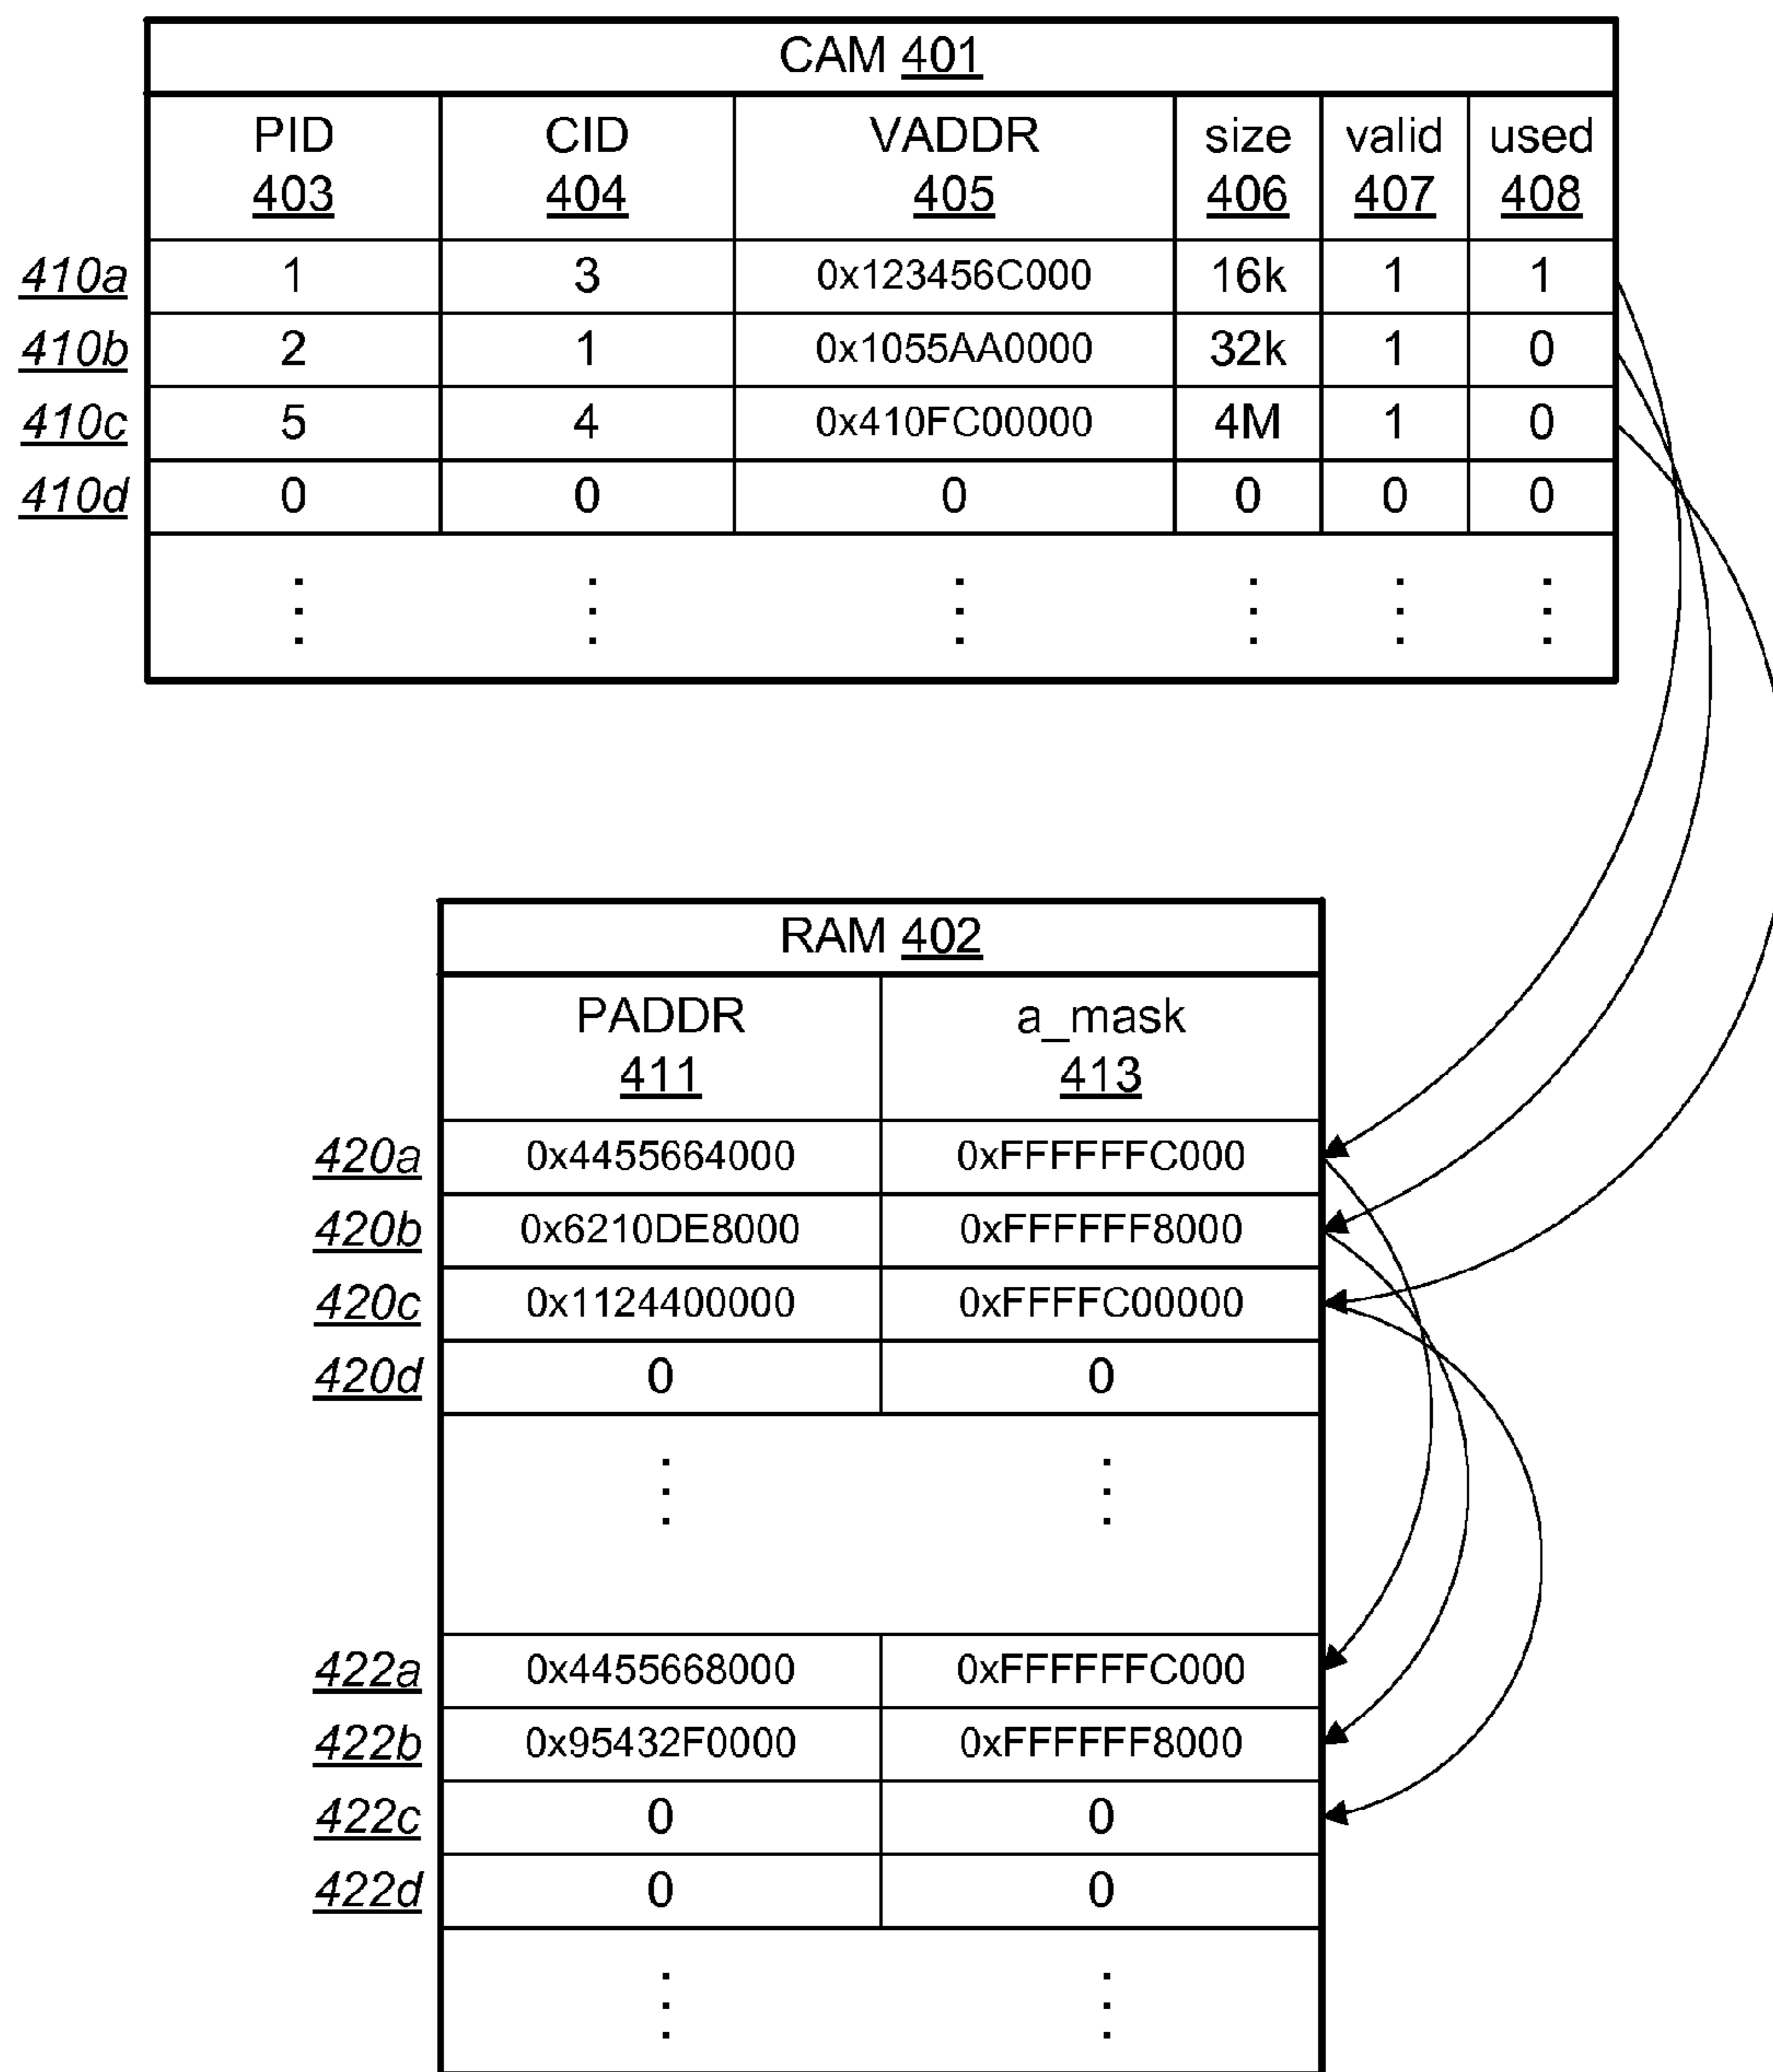 CAM 401
PID CID VADDR size valid used
403 404 405 406 407 408
410a 1 3 0x123456C000 16k 1 1
410b 2 1 0x1055AA0000 32k 1 0
410c 5 4 0x410FC00000 4M 1 0
410d 0 0 0 0 0 0
RAM 402
PADDR a_mask
411 413
420a 0x4455664000 0xFFFFFFC000
420b 0x6210DE8000 0xFFFFFF8000
420c 0x1124400000 0xFFFFC00000
420d 0 0
422a 0x4455668000 0xFFFFFFC000
422b 0x95432F0000 0xFFFFFF8000
422c 0 0
422d 0 0